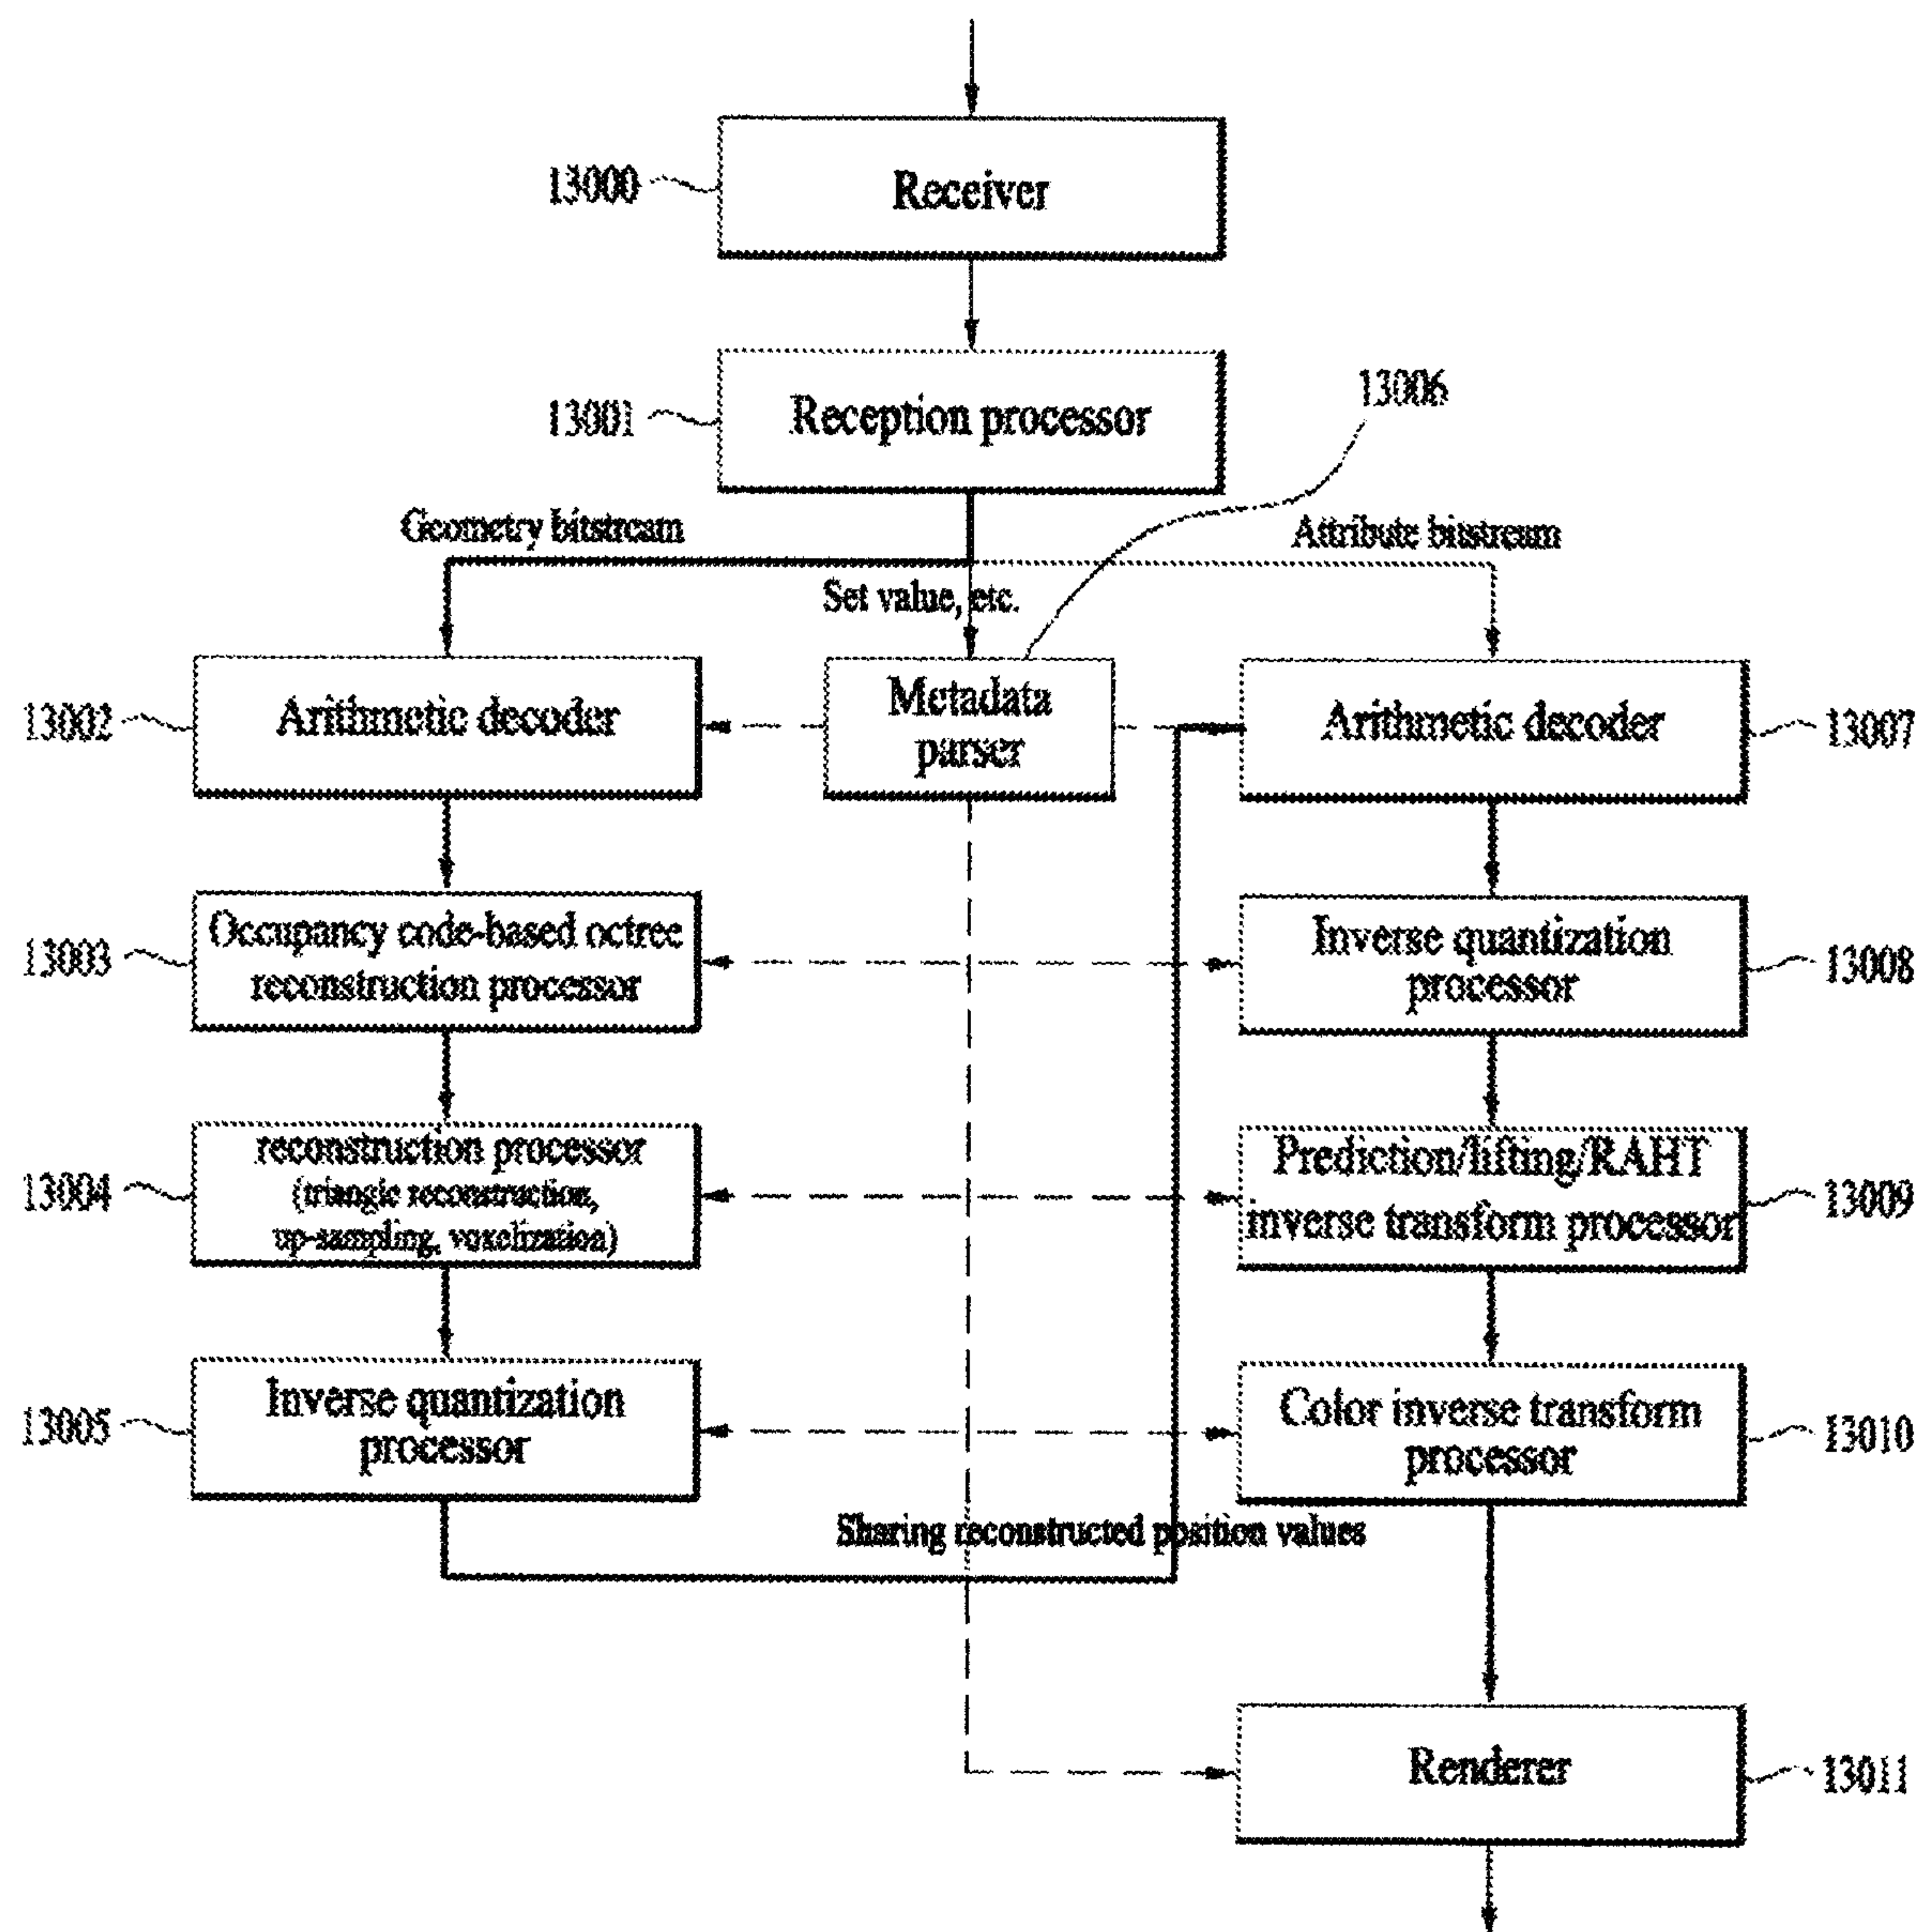 13000
Receiver
13001
Reception processor
13006
Geometry bitstream
Attribute bitstream
Set value, etc.
13002
Arithmetic decoder
Metadata
parser
Arithmetic decoder
13007
13003
Occupancy code-based octree
reconstruction processor
Inverse quantization
processor
13008
13004
reconstruction processor
(triangle reconstruction,
up-sampling, voxelization)
Prediction/lifting/RAHT
inverse transform processor
13009
13005
Inverse quantization
processor
Color inverse transform
processor
13010
Sharing reconstructed position values
Renderer
13011